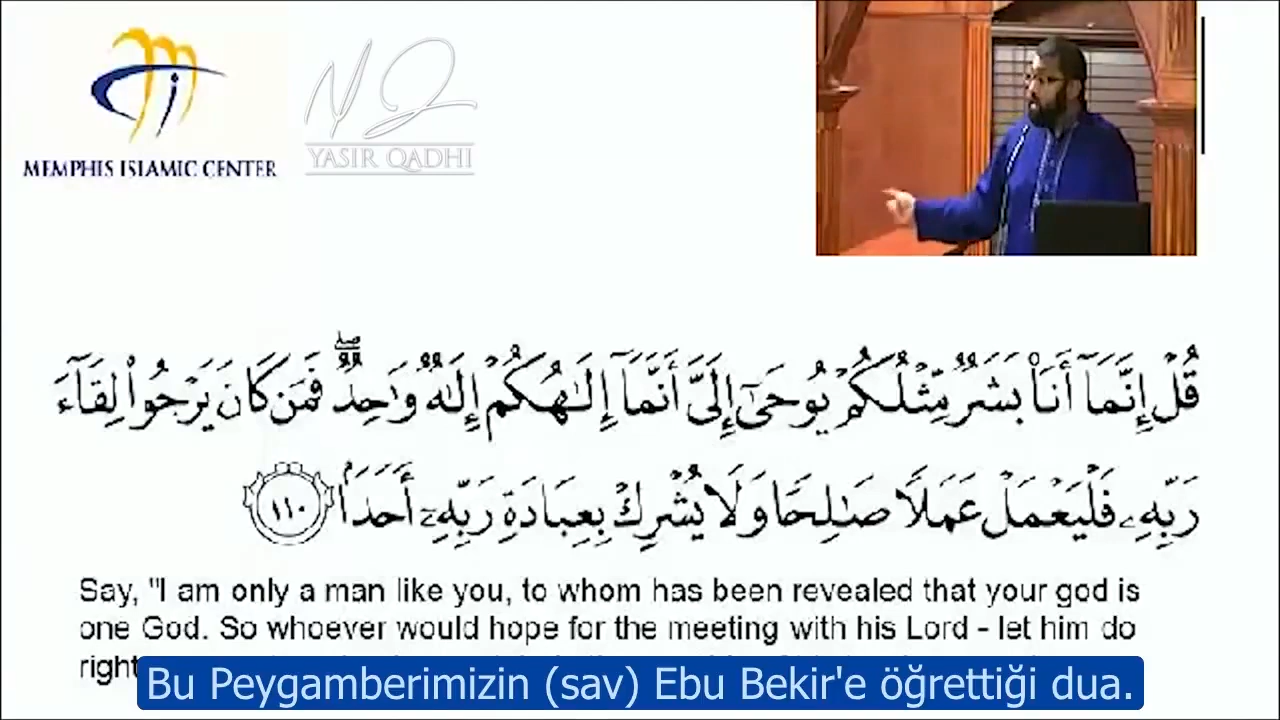 MEMPHIS ISLAMIC CENTER
YQ
YASIR QADHI
قُلْ إِنَّمَآ أَنَا۠ بَشَرٌ مِّثْلُكُمْ يُوحَىٰٓ إِلَىَّ أَنَّمَآ إِلَـٰهُكُمْ إِلَـٰهٌ وَٰحِدٌ ۖ فَمَن كَانَ يَرْجُوا۟ لِقَآءَ
رَبِّهِۦ فَلْيَعْمَلْ عَمَلًا صَـٰلِحًا وَلَا يُشْرِكْ بِعِبَادَةِ رَبِّهِۦٓ أَحَدًۢا ١١٠
Say, "I am only a man like you, to whom has been revealed that your god is
one God. So whoever would hope for the meeting with his Lord - let him do
Bu Peygamberimizin (sav) Ebu Bekir'e öğrettiği dua.